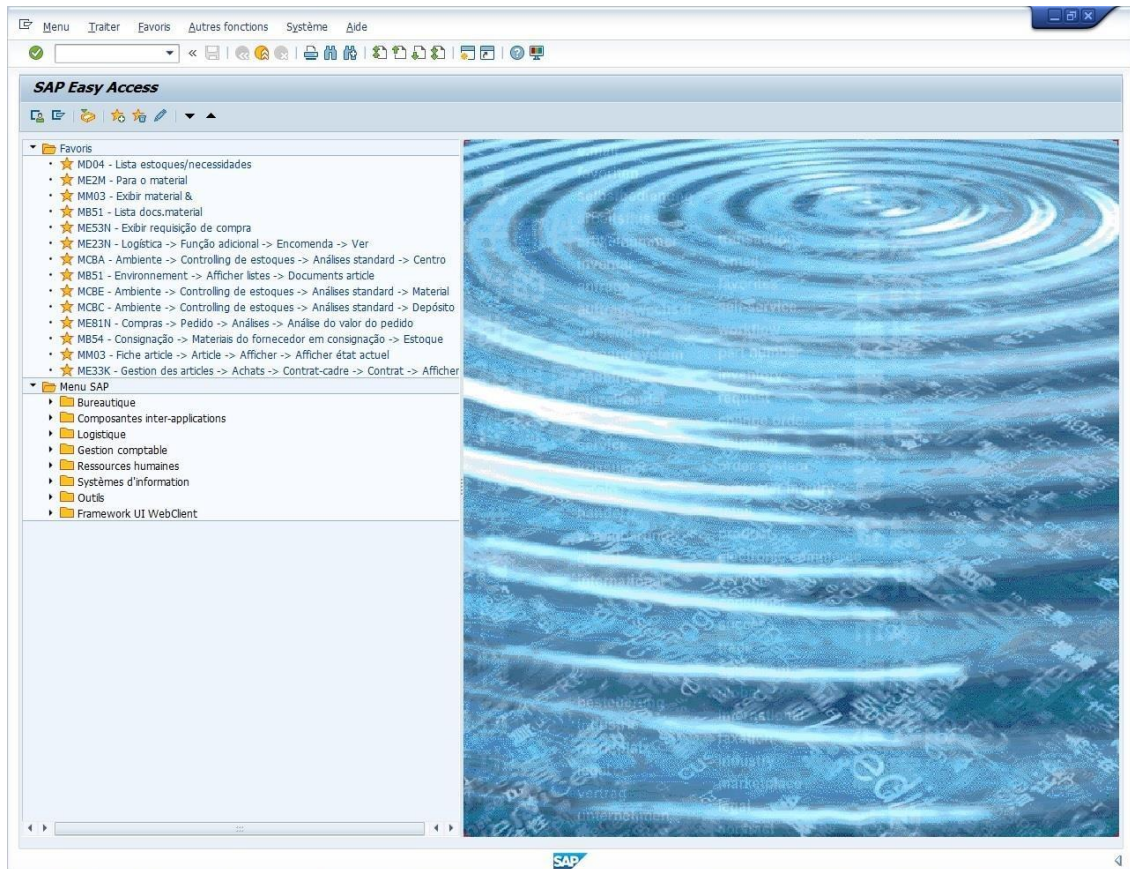 Menu Traiter Favoris Autres fonctions Système Aide
SAP Easy Access
Favoris
MD04 - Lista estoques/necessidades
ME2M - Para o material
MM03 - Exibir material &
MB51 - Lista docs.material
ME53N - Exibir requisição de compra
ME23N - Logística -> Função adicional -> Encomenda -> Ver
MCBA - Ambiente -> Controlling de estoques -> Análises standard -> Centro
MB51 - Environnement -> Afficher listes -> Documents article
MCBE - Ambiente -> Controlling de estoques -> Análises standard -> Material
MCBC - Ambiente -> Controlling de estoques -> Análises standard -> Depósito
ME81N - Compras -> Pedido -> Análises -> Análise do valor do pedido
MB54 - Consignação -> Materiais do fornecedor em consignação -> Estoque
MM03 - Fiche article -> Article -> Afficher -> Afficher état actuel
ME33K - Gestion des articles -> Achats -> Contrat-cadre -> Contrat -> Afficher
Menu SAP
Bureautique
Composantes inter-applications
Logistique
Gestion comptable
Ressources humaines
Systèmes d'information
Outils
Framework UI WebClient
international
industry
marketplace
vertrag
legal
unternehmen
SAP